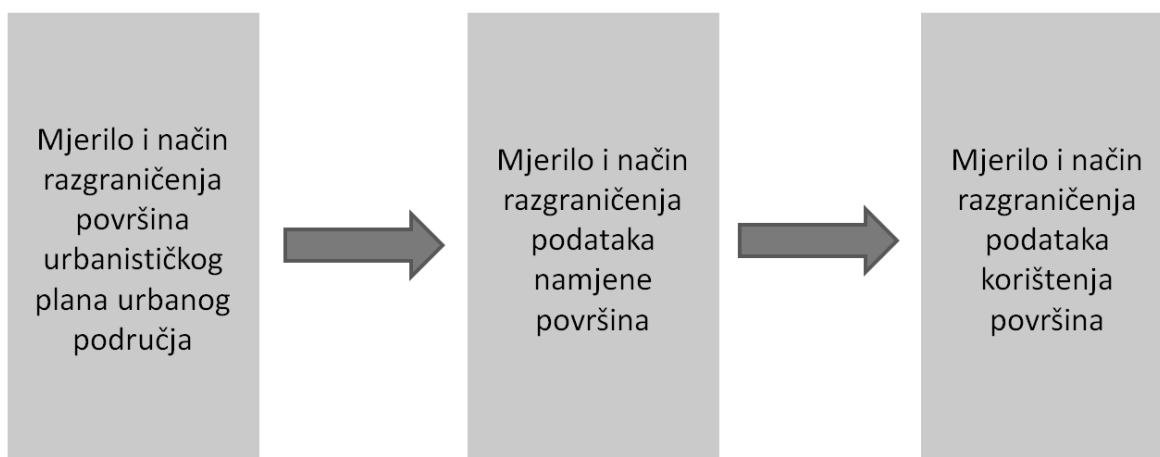 Mjerilo i način
razgraničenja
površina
urbanističkog
plana urbanog
područja
Mjerilo i način
razgraničenja
podataka
namjene
površina
Mjerilo i način
razgraničenja
podataka
korištenja
površina